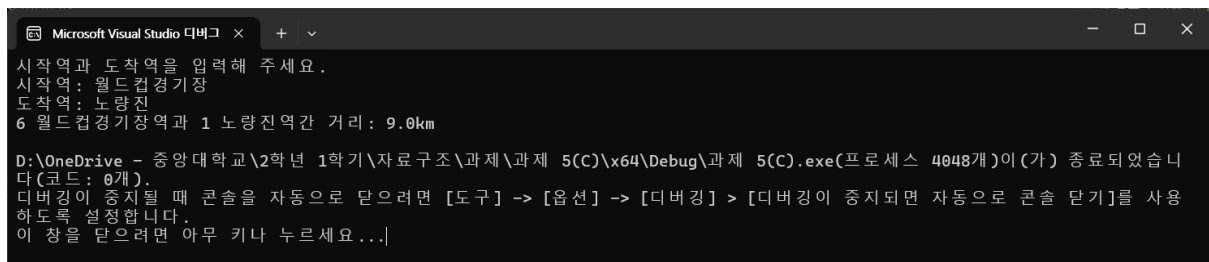 Microsoft Visual Studio 디버그
시작역과 도착역을 입력해 주세요.
시작역: 월드컵경기장
도착역: 노량진
6 월드컵경기장역과 1 노량진역간 거리: 9.0km
D:\OneDrive - 중앙대학교\2학년 1학기\자료구조\과제\과제 5(C)\x64\Debug\과제 5(C).exe(프로세스 4048개)이(가) 종료되었습니
다(코드: 0개).
디버깅이 중지될 때 콘솔을 자동으로 닫으려면 [도구] -> [옵션] -> [디버깅] > [디버깅이 중지되면 자동으로 콘솔 닫기]를 사용
하도록 설정합니다.
이 창을 닫으려면 아무 키나 누르세요...